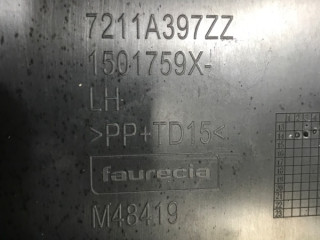 7211A397ZZ
1501759X-
LH
>PP+TD15<
faurecia
M48419